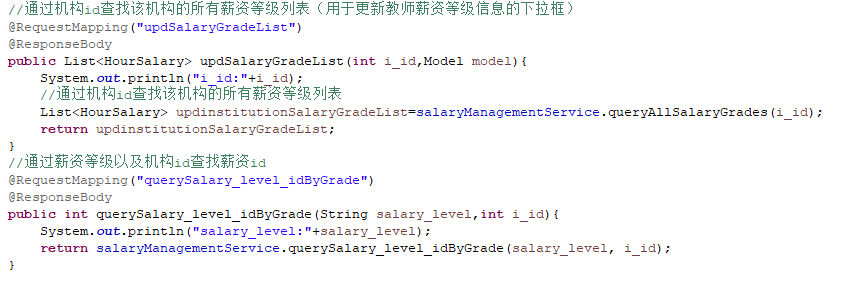 //通过机构id查找该机构的所有薪资等级列表（用于更新教师薪资等级信息的下拉框）
@RequestMapping("updSalaryGradeList")
@ResponseBody
public List<HourSalary> updSalaryGradeList(int i_id,Model model){
    System.out.println("i_id:"+i_id);
    //通过机构id查找该机构的所有薪资等级列表
    List<HourSalary> updinstitutionSalaryGradeList=salaryManagementService.queryAllSalaryGrades(i_id);
    return updinstitutionSalaryGradeList;
}
//通过薪资等级以及机构id查找薪资id
@RequestMapping("querySalary_level_idByGrade")
@ResponseBody
public int querySalary_level_idByGrade(String salary_level,int i_id){
    System.out.println("salary_level:"+salary_level);
    return salaryManagementService.querySalary_level_idByGrade(salary_level, i_id);
}